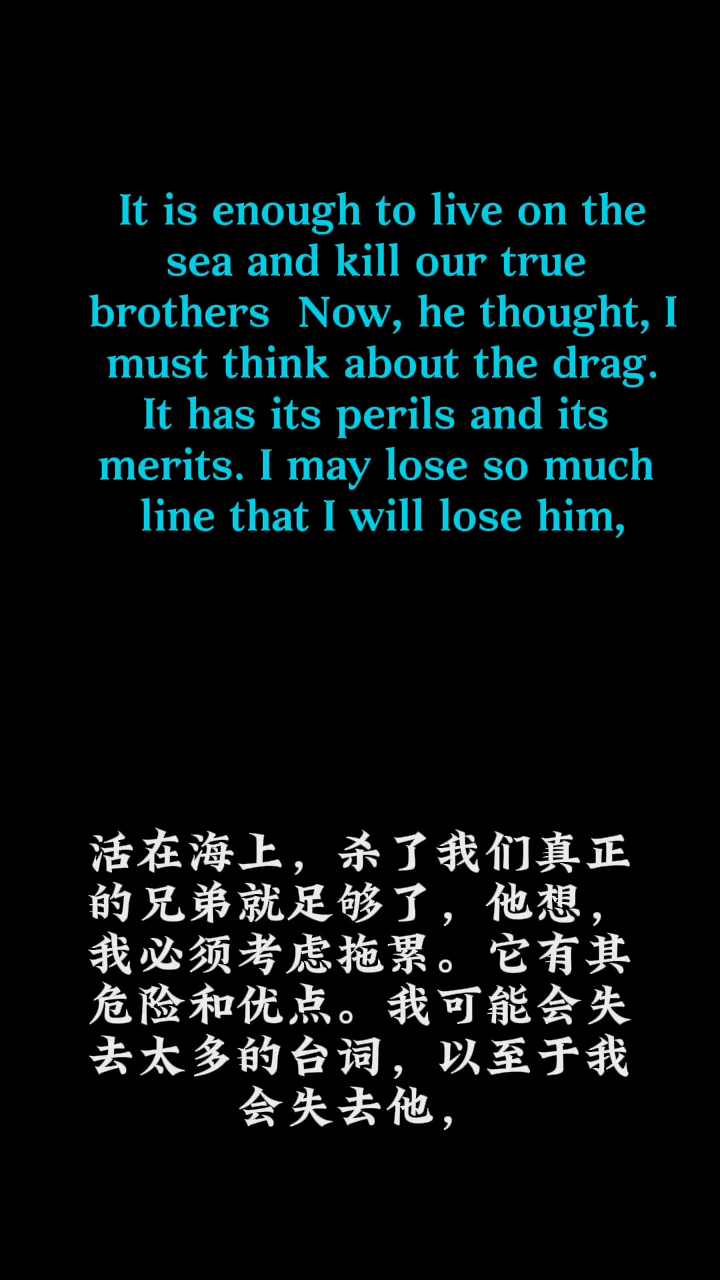 It is enough to live on the
sea and kill our true
brothers  Now, he thought, I
must think about the drag.
It has its perils and its
merits. I may lose so much
line that I will lose him,
活在海上，杀了我们真正
的兄弟就足够了，他想，
我必须考虑拖累。它有其
危险和优点。我可能会失
去太多的台词，以至于我
会失去他，